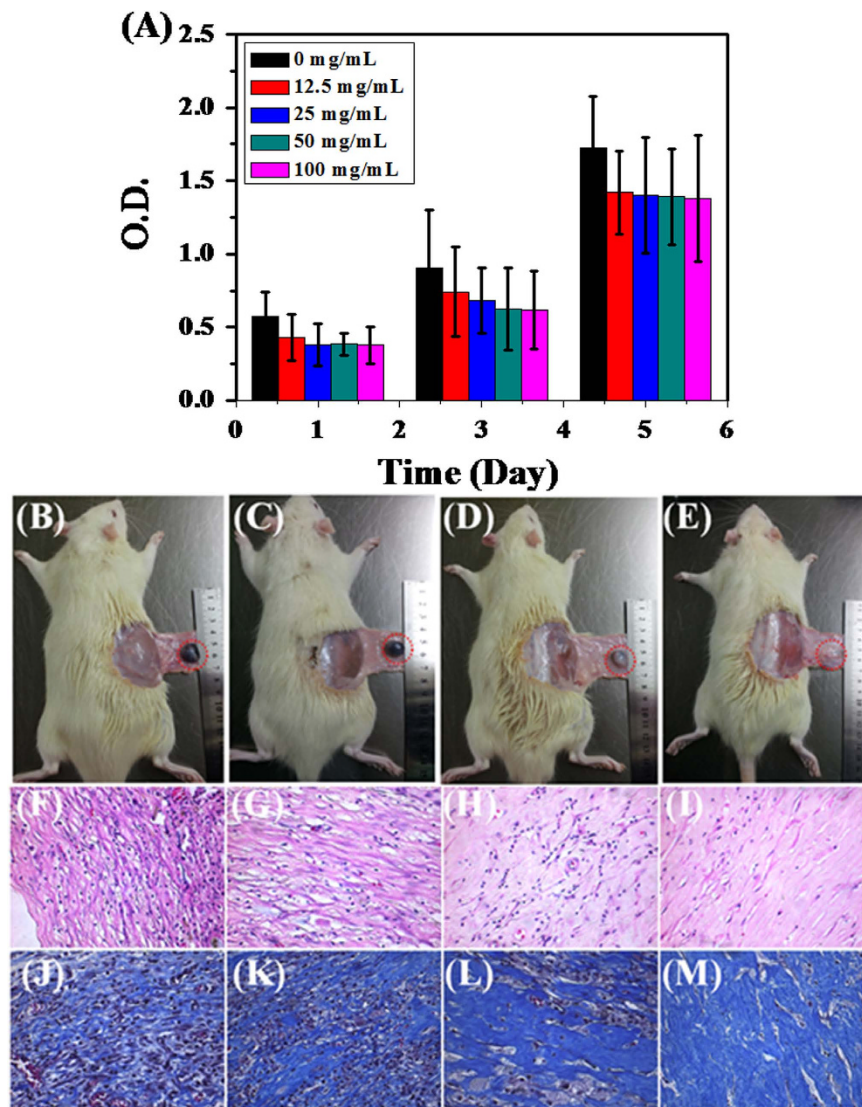 (A)
2.5
2.0
1.5
1.0
0.5
0.0
O.D.
0 mg/mL
12.5 mg/mL
25 mg/mL
50 mg/mL
100 mg/mL
0 1 2 3 4 5 6
Time (Day)
(B) (C) (D) (E)
(F) (G) (H) (I)
(J) (K) (L) (M)